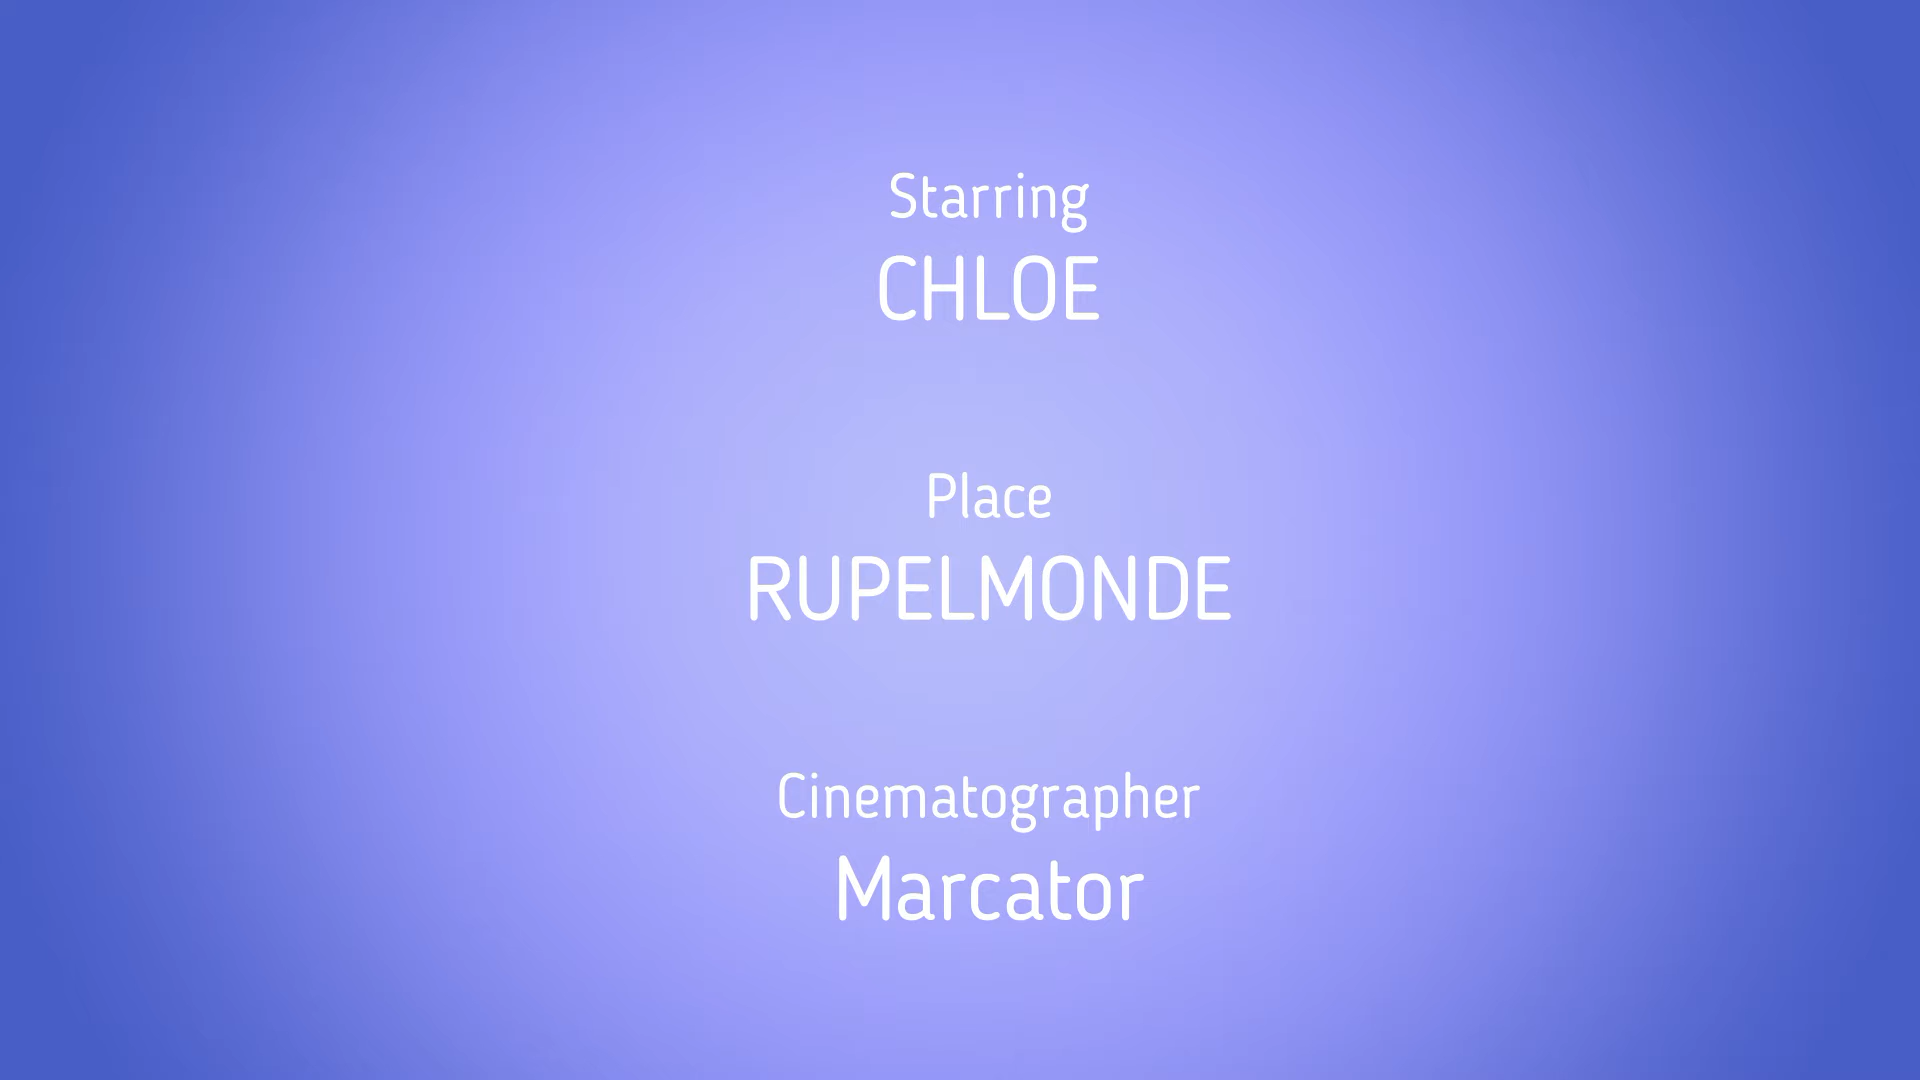 Starring
CHLOE
Place
RUPELMONDE
Cinematographer
Marcator